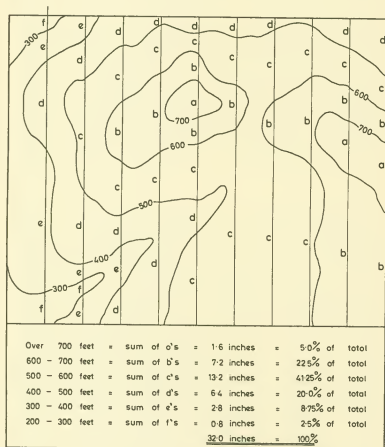 f e d d d d d d
300 e d c c c c d
c b b c d
d c b a b c 600 c
700 b b 700 b
d c b b b b a
600 a
c b
500 c c b
e d d c c c b
400 d c b
300 e d c
f e d
f e
Over 700 feet = sum of a's = 1·6 inches = 5·0% of total
600 - 700 feet = sum of b's = 7·2 inches = 22·5% of total
500 - 600 feet = sum of c's = 13·2 inches = 41·25% of total
400 - 500 feet = sum of d's = 6·4 inches = 20·0% of total
300 - 400 feet = sum of e's = 2·8 inches = 8·75% of total
200 - 300 feet = sum of f's = 0·8 inches = 2·5% of total
32·0 inches = 100%